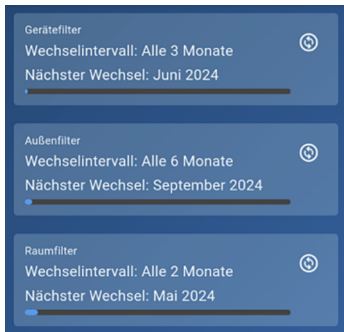 Gerätefilter
Wechselintervall: Alle 3 Monate
Nächster Wechsel: Juni 2024
Außenfilter
Wechselintervall: Alle 6 Monate
Nächster Wechsel: September 2024
Raumfilter
Wechselintervall: Alle 2 Monate
Nächster Wechsel: Mai 2024